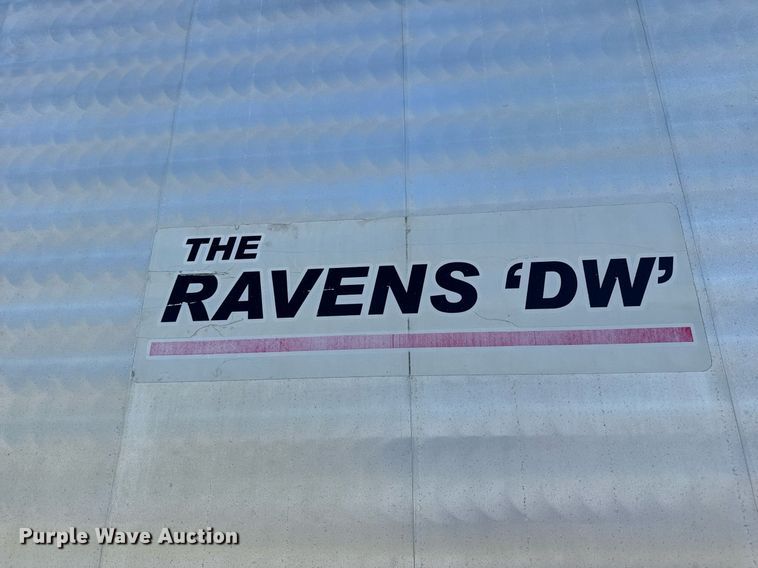 THE
RAVENS ‘DW’
Purple Wave Auction